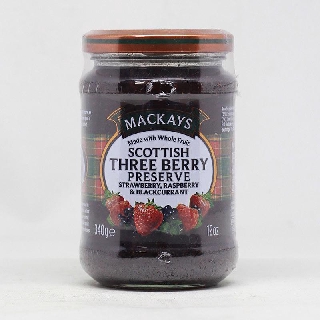 MACKAYS
Made with Whole Fruit
SCOTTISH
THREE BERRY
PRESERVE
STRAWBERRY, RASPBERRY
& BLACKCURRANT
340g℮
12oz